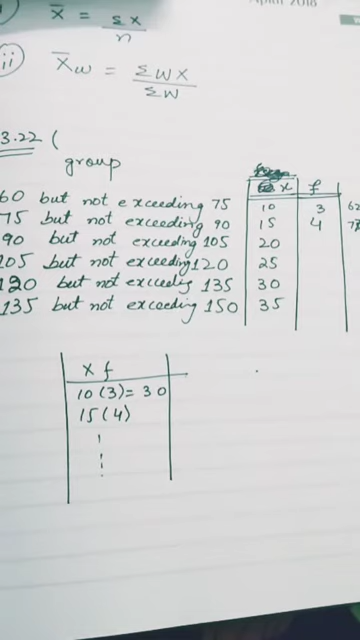 April 2018
X̄ = ΣX / n
ii X̄w = ΣWX / ΣW
3.22 (
group
x f
60 but not exceeding 75 10 3 62
75 but not exceeding 90 15 4 77
90 but not exceeding 105 20
105 but not exceeding 120 25
120 but not exceeding 135 30
135 but not exceeding 150 35
x f
10 (3) = 30
15 (4)